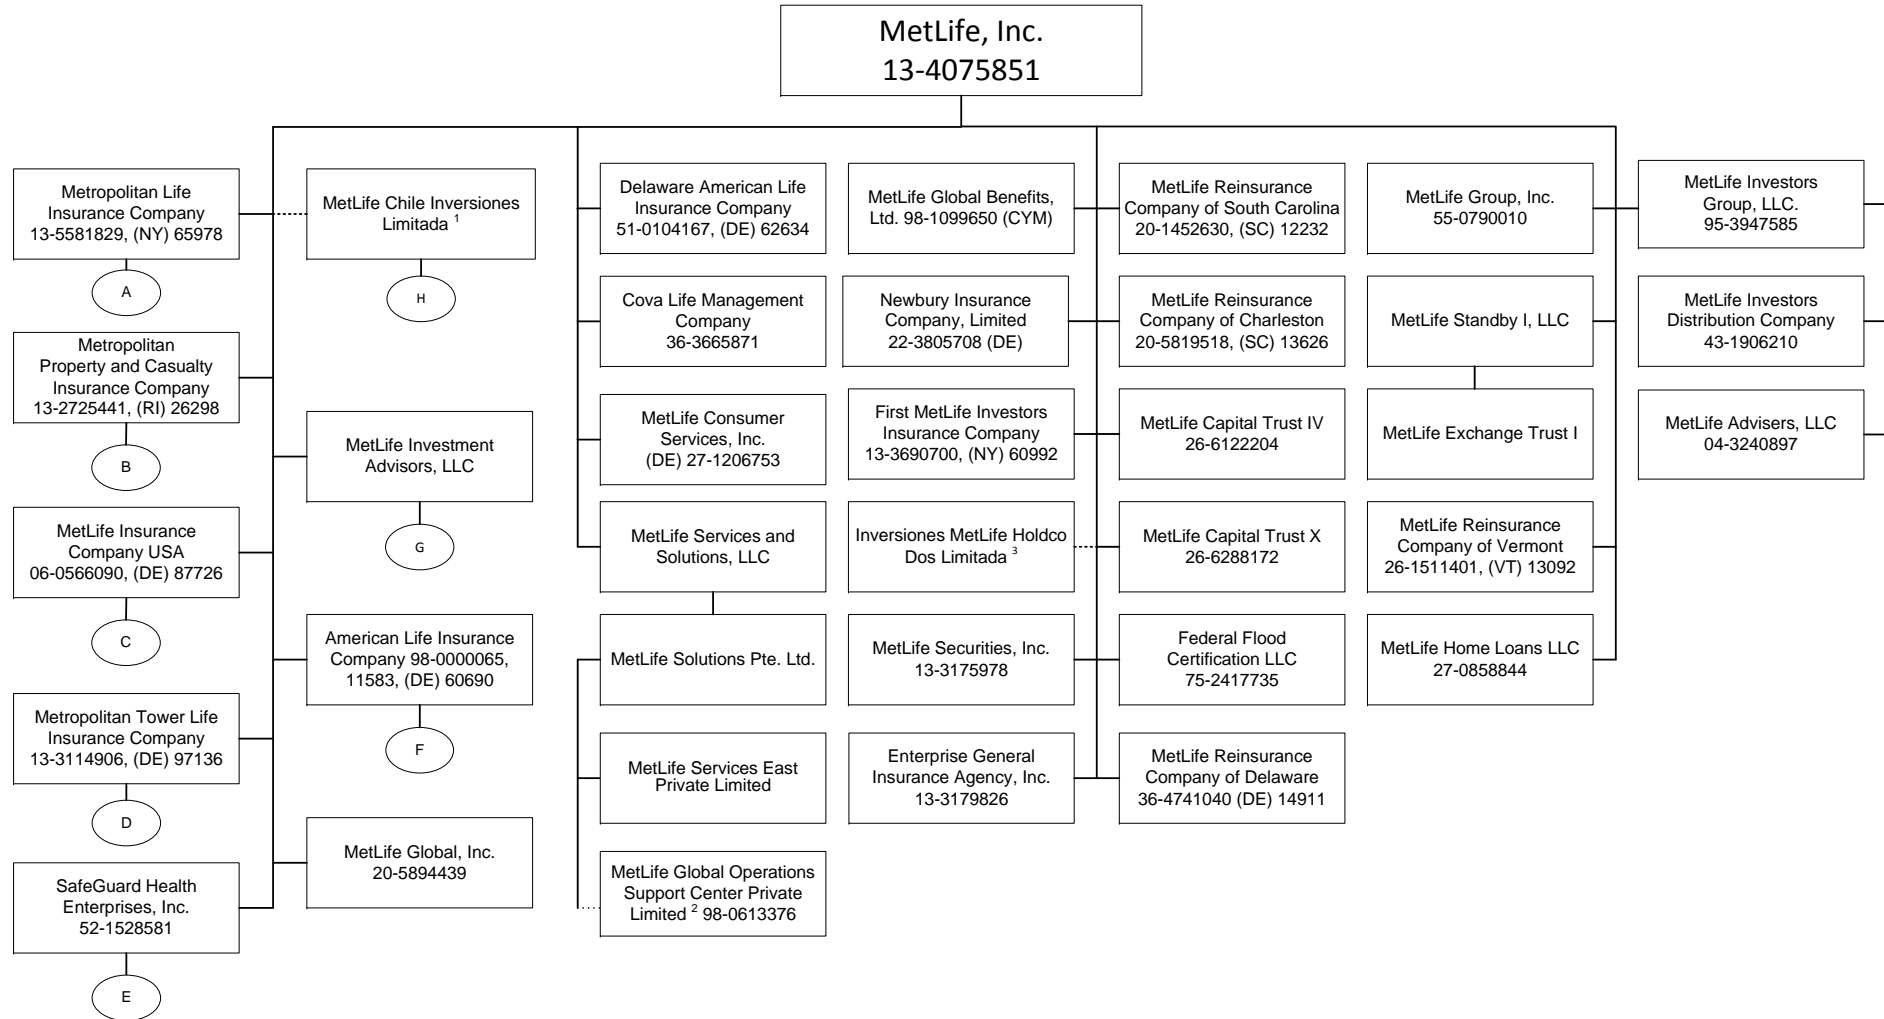 MetLife, Inc.
13-4075851
Metropolitan Life
Insurance Company
13-5581829, (NY) 65978
A
Metropolitan
Property and Casualty
Insurance Company
13-2725441, (RI) 26298
B
MetLife Insurance
Company USA
06-0566090, (DE) 87726
C
Metropolitan Tower Life
Insurance Company
13-3114906, (DE) 97136
D
SafeGuard Health
Enterprises, Inc.
52-1528581
E
MetLife Chile Inversiones
Limitada 1
H
MetLife Investment
Advisors, LLC
G
American Life Insurance
Company 98-0000065,
11583, (DE) 60690
F
MetLife Global, Inc.
20-5894439
Delaware American Life
Insurance Company
51-0104167, (DE) 62634
Cova Life Management
Company
36-3665871
MetLife Consumer
Services, Inc.
(DE) 27-1206753
MetLife Services and
Solutions, LLC
MetLife Solutions Pte. Ltd.
MetLife Services East
Private Limited
MetLife Global Operations
Support Center Private
Limited 2 98-0613376
MetLife Global Benefits,
Ltd. 98-1099650 (CYM)
Newbury Insurance
Company, Limited
22-3805708 (DE)
First MetLife Investors
Insurance Company
13-3690700, (NY) 60992
Inversiones MetLife Holdco
Dos Limitada 3
MetLife Securities, Inc.
13-3175978
Enterprise General
Insurance Agency, Inc.
13-3179826
MetLife Reinsurance
Company of South Carolina
20-1452630, (SC) 12232
MetLife Reinsurance
Company of Charleston
20-5819518, (SC) 13626
MetLife Capital Trust IV
26-6122204
MetLife Capital Trust X
26-6288172
Federal Flood
Certification LLC
75-2417735
MetLife Reinsurance
Company of Delaware
36-4741040 (DE) 14911
MetLife Group, Inc.
55-0790010
MetLife Standby I, LLC
MetLife Exchange Trust I
MetLife Reinsurance
Company of Vermont
26-1511401, (VT) 13092
MetLife Home Loans LLC
27-0858844
MetLife Investors
Group, LLC.
95-3947585
MetLife Investors
Distribution Company
43-1906210
MetLife Advisers, LLC
04-3240897